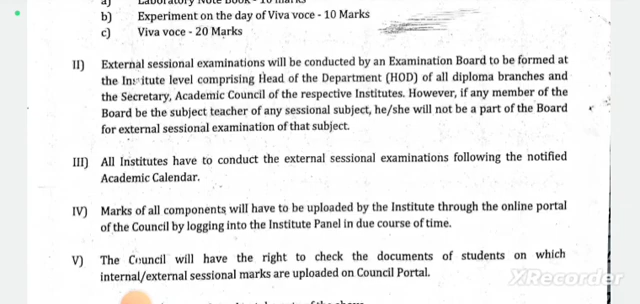 a) Laboratory Note Book - 10 marks
b) Experiment on the day of Viva voce - 10 Marks
c) Viva voce - 20 Marks
II) External sessional examinations will be conducted by an Examination Board to be formed at
the Institute level comprising Head of the Department (HOD) of all diploma branches and
the Secretary, Academic Council of the respective Institutes. However, if any member of the
Board be the subject teacher of any sessional subject, he/she will not be a part of the Board
for external sessional examination of that subject.
III) All Institutes have to conduct the external sessional examinations following the notified
Academic Calendar.
IV) Marks of all components will have to be uploaded by the Institute through the online portal
of the Council by logging into the Institute Panel in due course of time.
V) The Council will have the right to check the documents of students on which
internal/external sessional marks are uploaded on Council Portal.
XRecorder